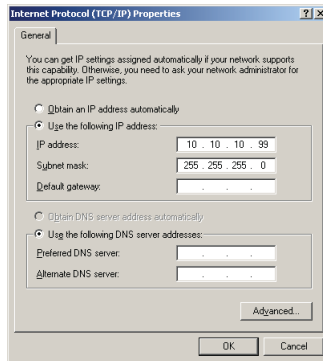 Internet Protocol (TCP/IP) Properties
General
You can get IP settings assigned automatically if your network supports
this capability. Otherwise, you need to ask your network administrator for
the appropriate IP settings.
Obtain an IP address automatically
Use the following IP address:
IP address: 10 . 10 . 10 . 99
Subnet mask: 255 . 255 . 255 . 0
Default gateway: . . .
Obtain DNS server address automatically
Use the following DNS server addresses:
Preferred DNS server: . . .
Alternate DNS server: . . .
Advanced...
OK Cancel